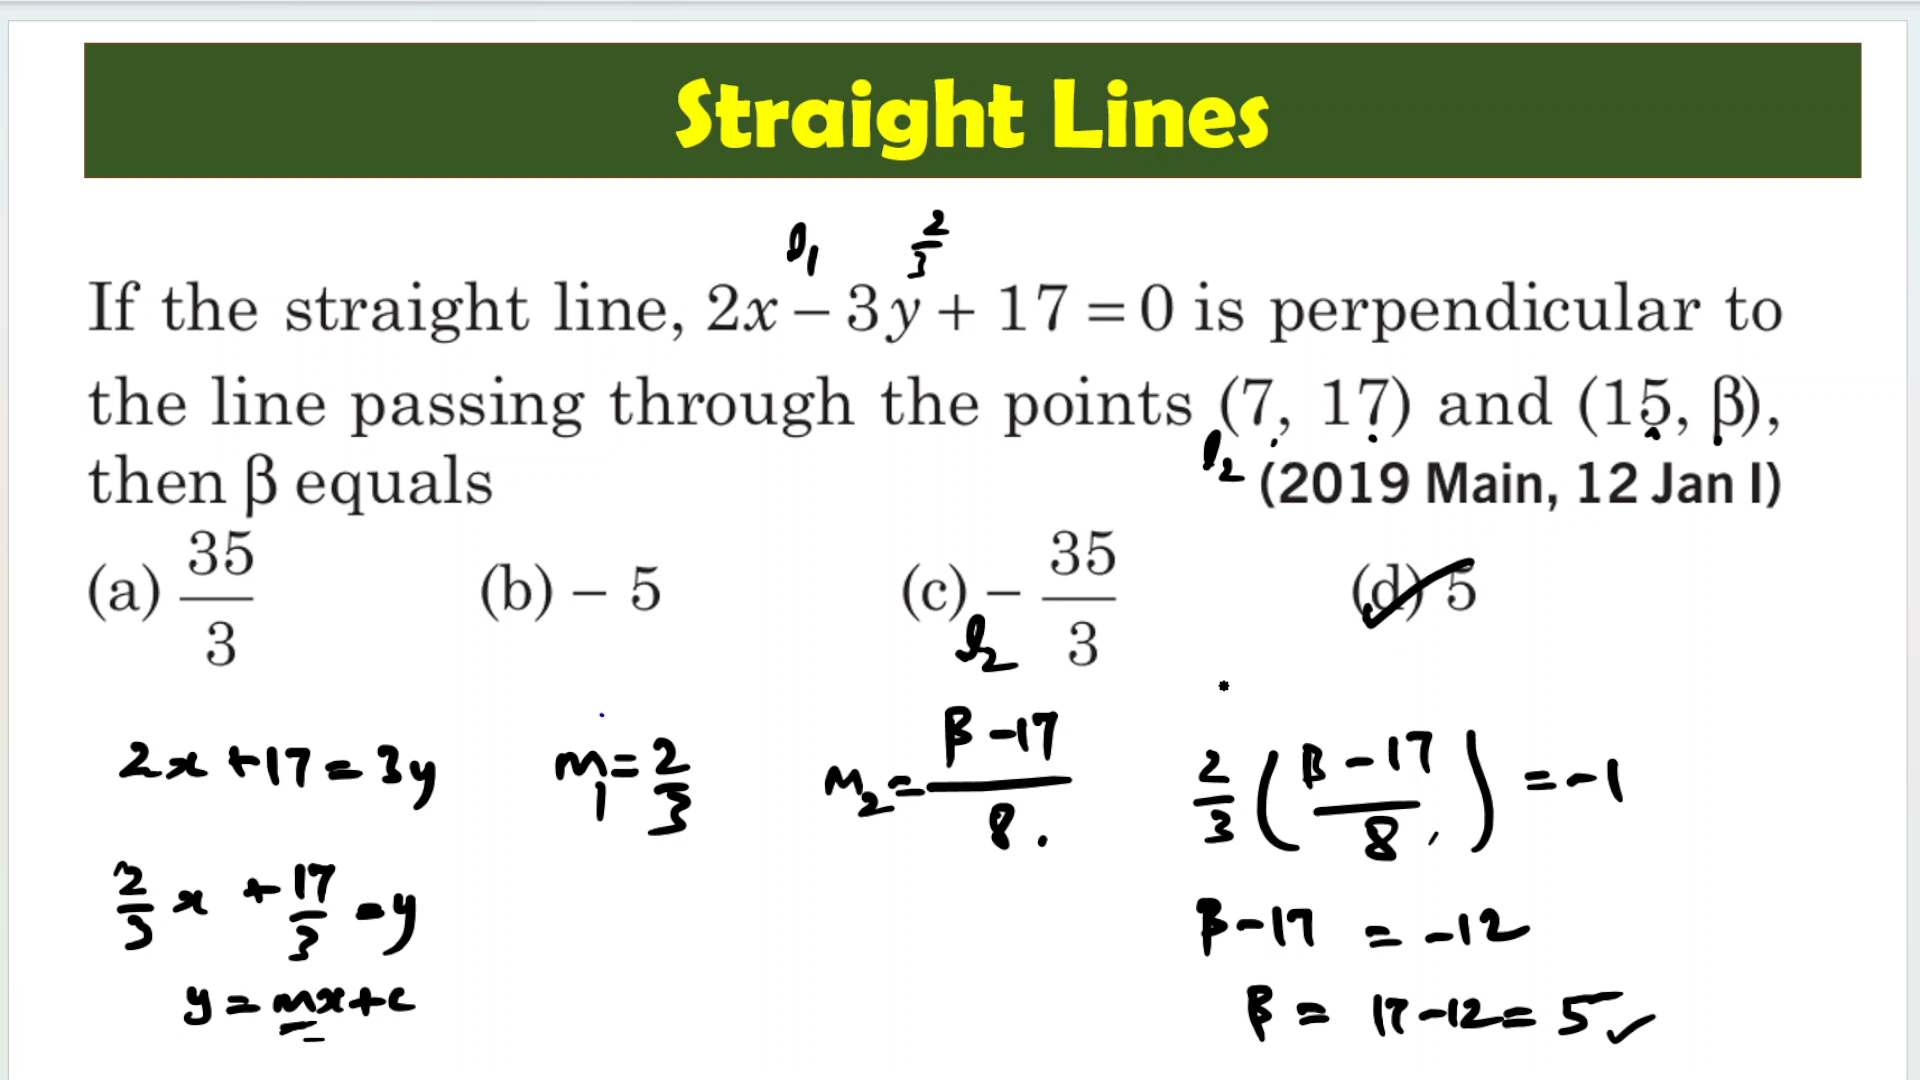 Straight Lines
l₁ 2/3
If the straight line, 2x – 3y + 17 = 0 is perpendicular to
the line passing through the points (7, 17) and (15, β),
l₂
then β equals (2019 Main, 12 Jan I)
(a) 35/3 (b) – 5 (c) – 35/3 (d) 5
l₂
2x + 17 = 3y m₁ = 2/3 m₂ = (β – 17)/8 . 2/3 ((β – 17)/8) = –1
2/3 x + 17/3 = y β – 17 = –12
y = mx + c β = 17 – 12 = 5 ✓